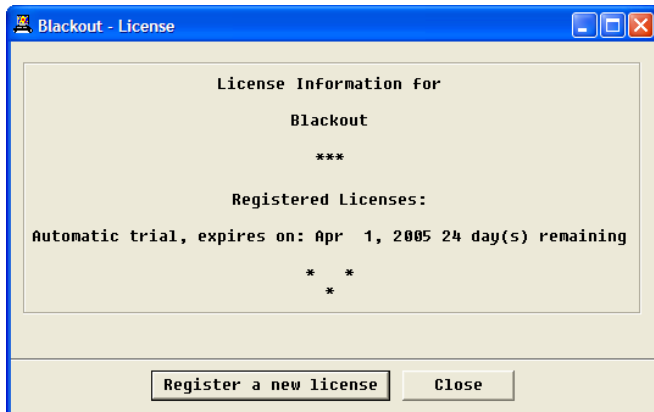 Blackout - License
License Information for
Blackout
***
Registered Licenses:
Automatic trial, expires on: Apr  1, 2005 24 day(s) remaining
*   *
*
Register a new license
Close